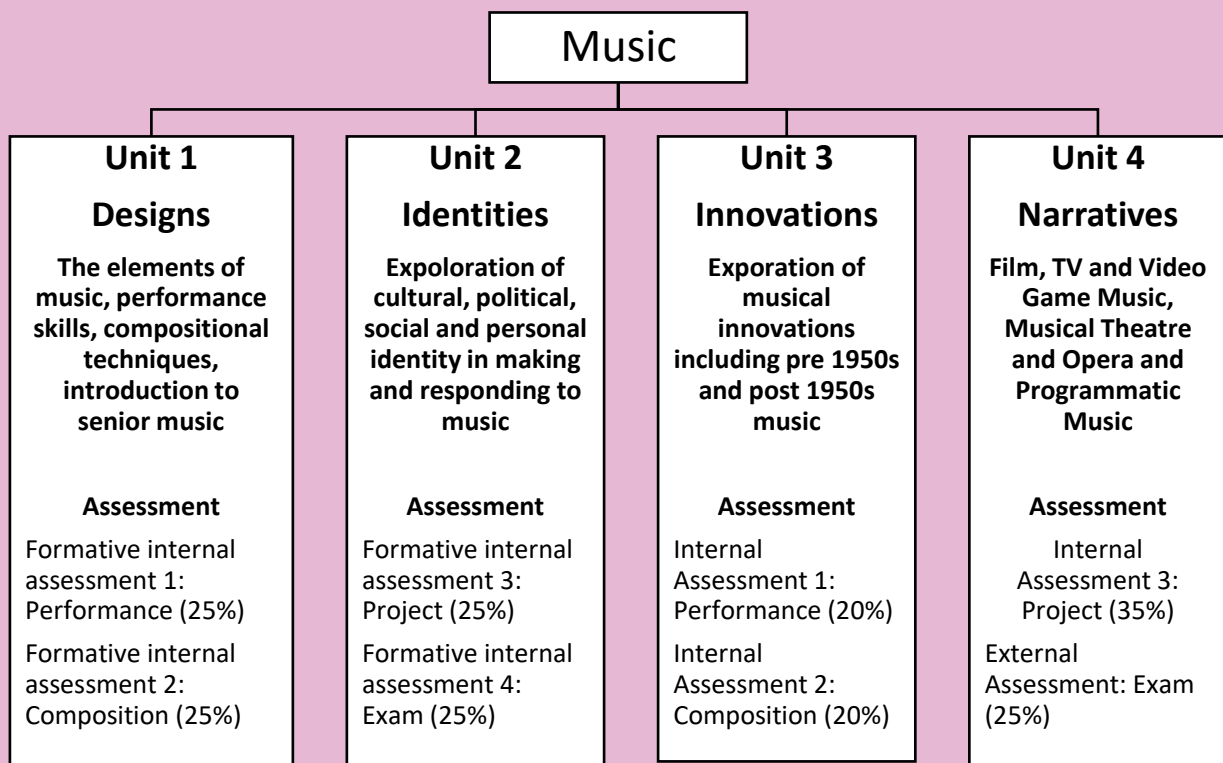 Music
Unit 1
Designs
The elements of
music, performance
skills, compositional
techniques,
introduction to
senior music
Assessment
Formative internal
assessment 1:
Performance (25%)
Formative internal
assessment 2:
Composition (25%)
Unit 2
Identities
Expoloration of
cultural, political,
social and personal
identity in making
and responding to
music
Assessment
Formative internal
assessment 3:
Project (25%)
Formative internal
assessment 4:
Exam (25%)
Unit 3
Innovations
Exporation of
musical
innovations
including pre 1950s
and post 1950s
music
Assessment
Internal
Assessment 1:
Performance (20%)
Internal
Assessment 2:
Composition (20%)
Unit 4
Narratives
Film, TV and Video
Game Music,
Musical Theatre
and Opera and
Programmatic
Music
Assessment
Internal
Assessment 3:
Project (35%)
External
Assessment: Exam
(25%)